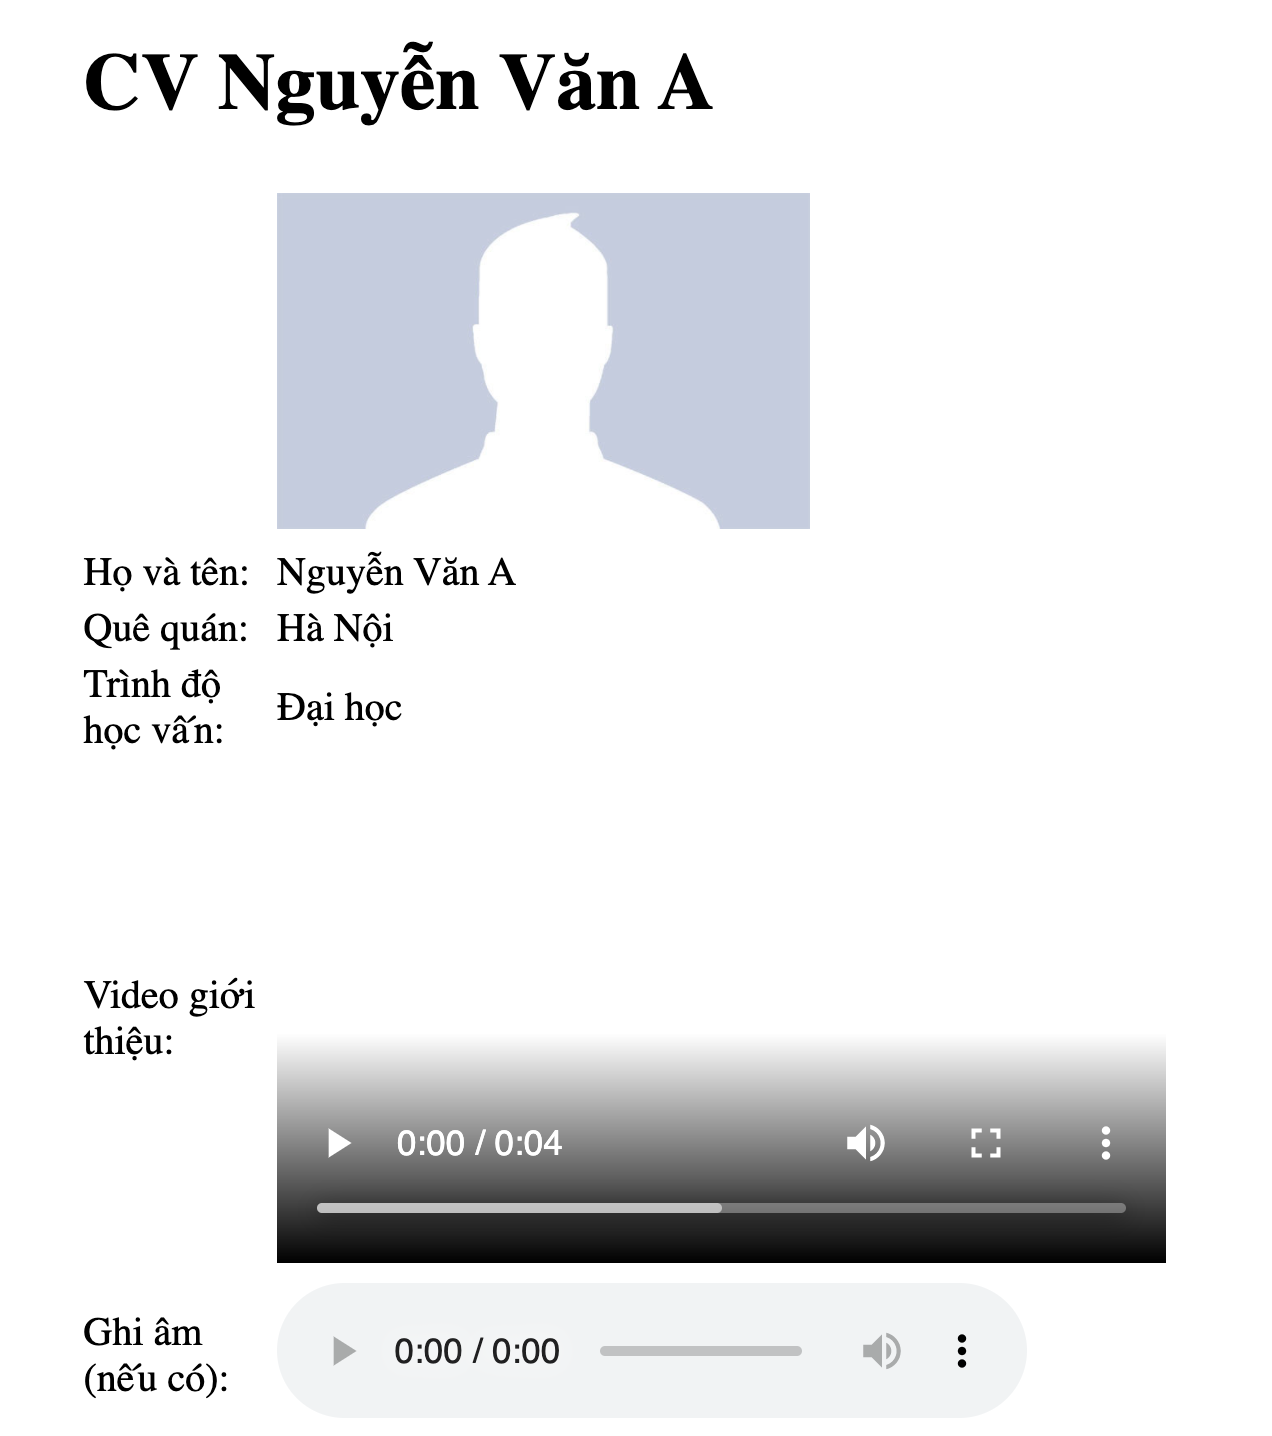 CV Nguyễn Văn A
Họ và tên: Nguyễn Văn A
Quê quán: Hà Nội
Trình độ
học vấn:
Đại học
Video giới
thiệu:
0:00 / 0:04
Ghi âm
(nếu có):
0:00 / 0:00